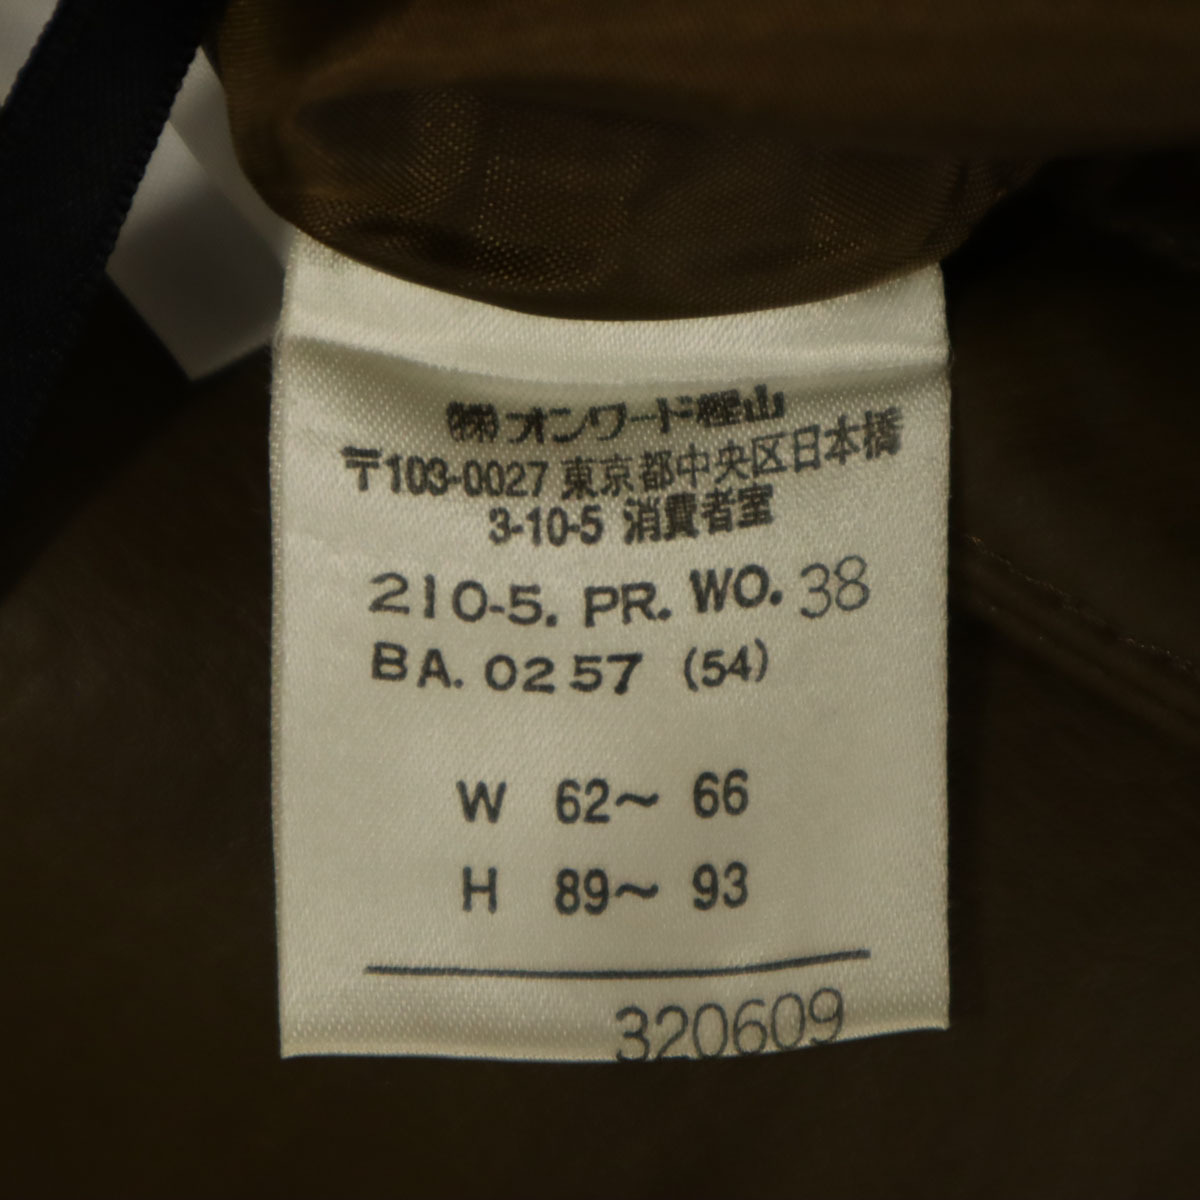 ㈱オンワード樫山
〒103-0027 東京都中央区日本橋
3-10-5 消費者室
210-5. PR. WO. 38
BA. 0257 (54)
W 62～ 66
H 89～ 93
320609